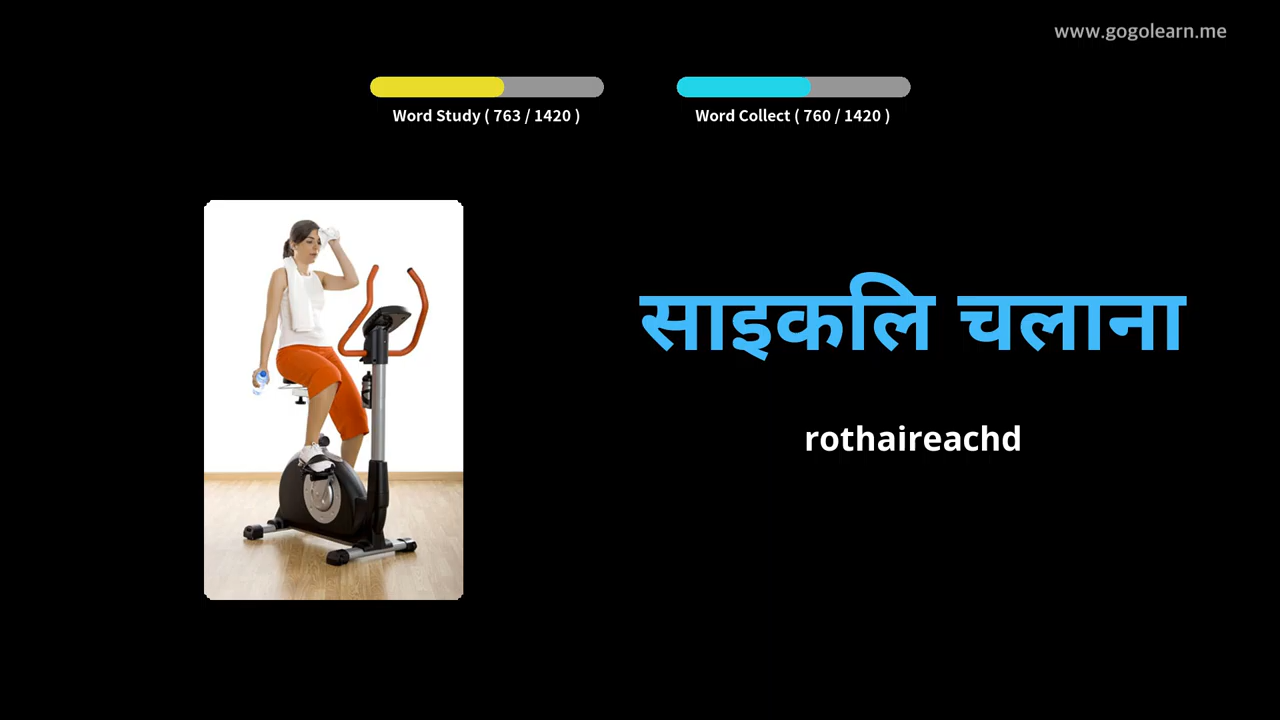 www.gogolearn.me
Word Study ( 763 / 1420 )
Word Collect ( 760 / 1420 )
साइकलि चलाना
rothaireachd